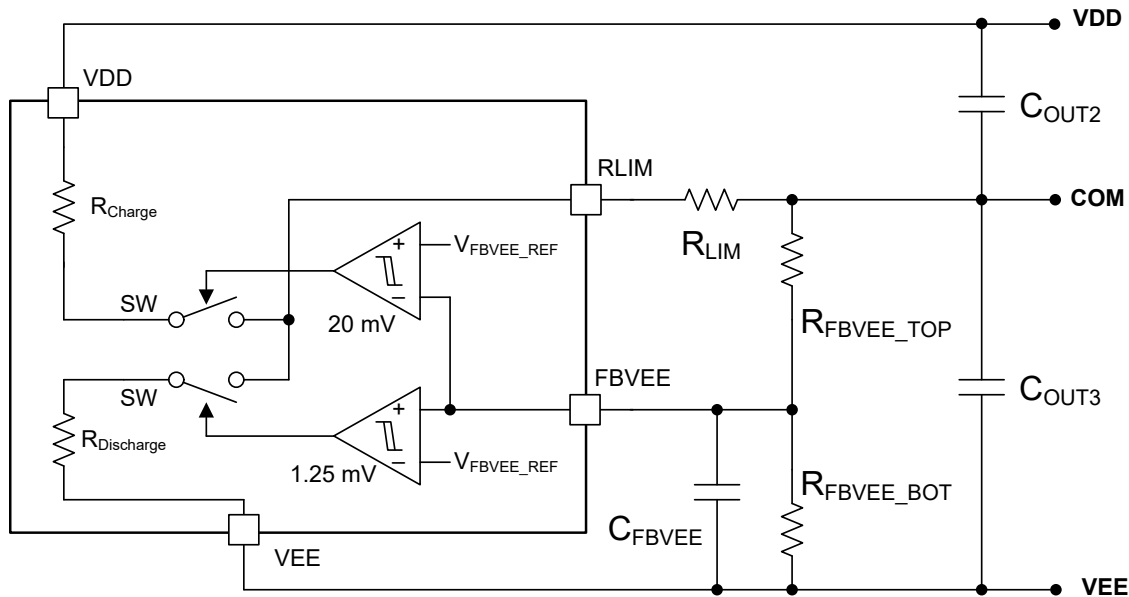 VDD
VDD
COUT2
RLIM
COM
RCharge
+
VFBVEE_REF
RLIM
SW
−
20 mV
RFBVEE_TOP
FBVEE
SW
+
COUT3
RDischarge
−
VFBVEE_REF
1.25 mV
RFBVEE_BOT
CFBVEE
VEE
VEE